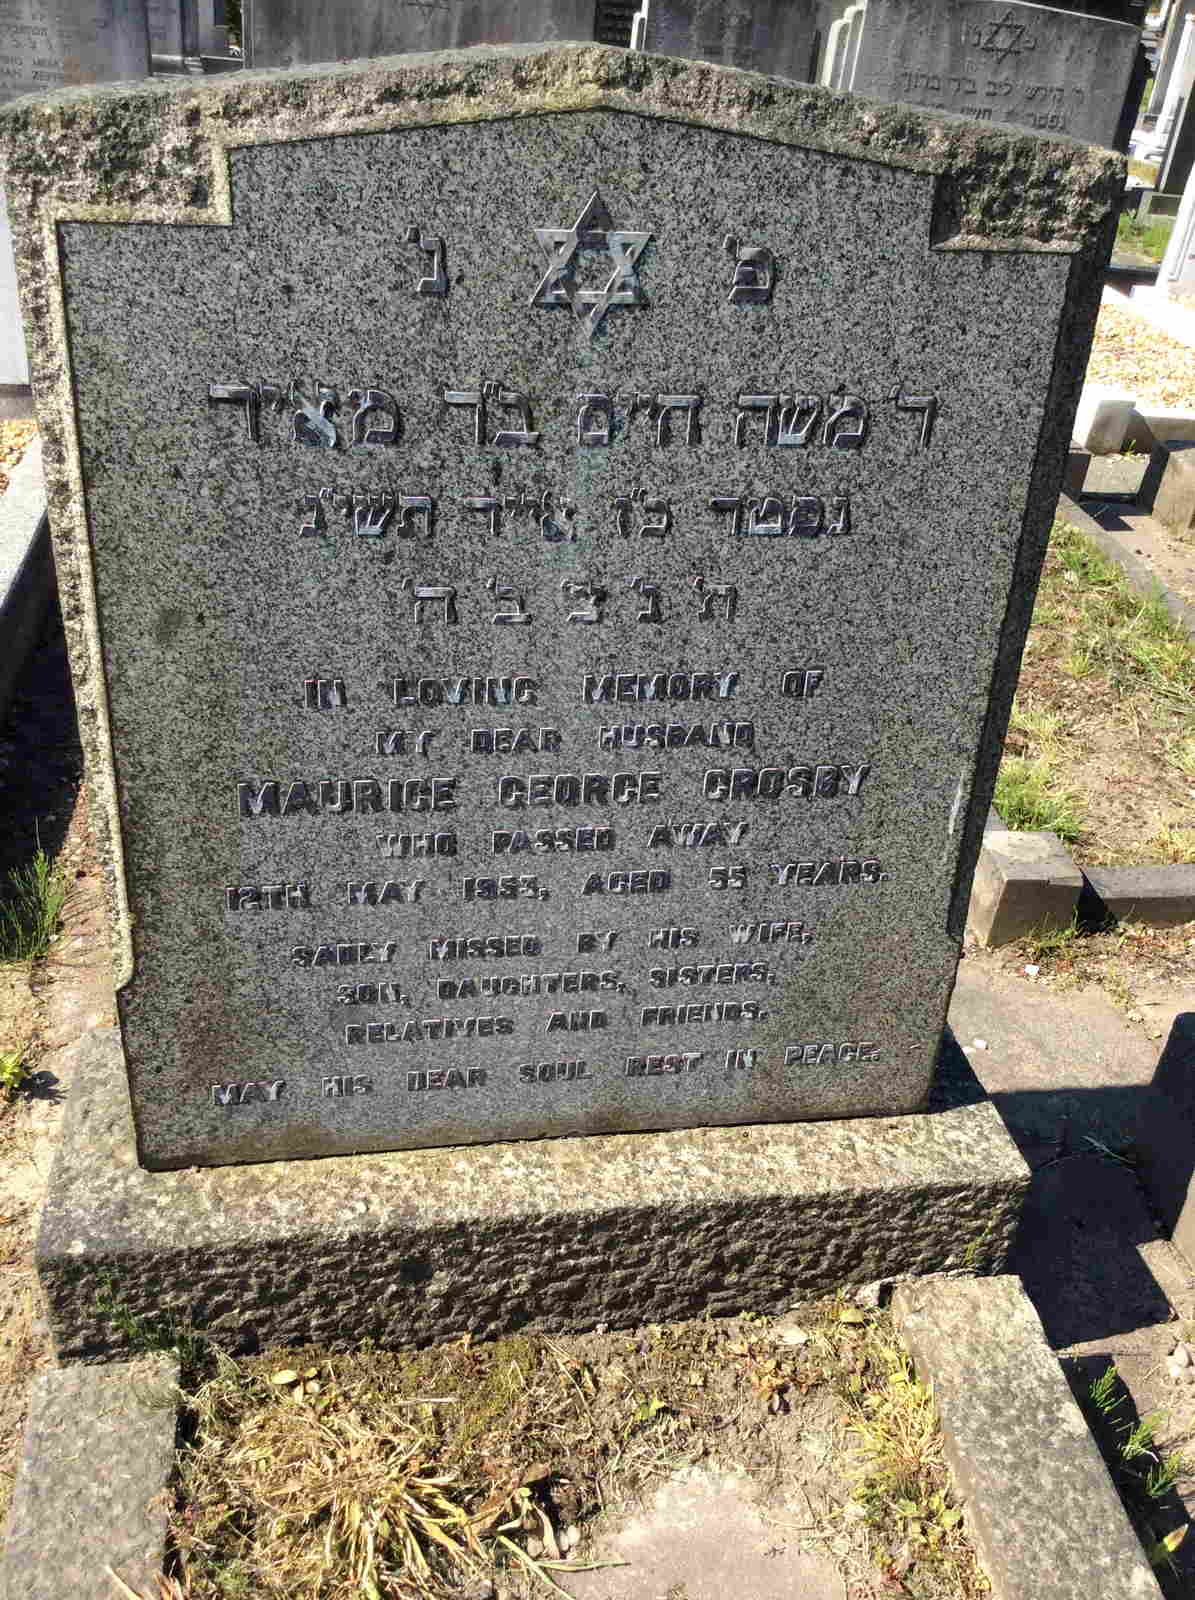 פ' נ'
ר' משה חיים ב"ר מאיר
נפטר כ"ז אייר תשי"ג
ת' נ' צ' ב' ה'
IN LOVING MEMORY OF
MY DEAR HUSBAND
MAURICE GEORGE CROSBY
WHO PASSED AWAY
12TH MAY 1953, AGED 55 YEARS.
SADLY MISSED BY HIS WIFE,
SON, DAUGHTERS, SISTERS,
RELATIVES AND FRIENDS.
MAY HIS DEAR SOUL REST IN PEACE.